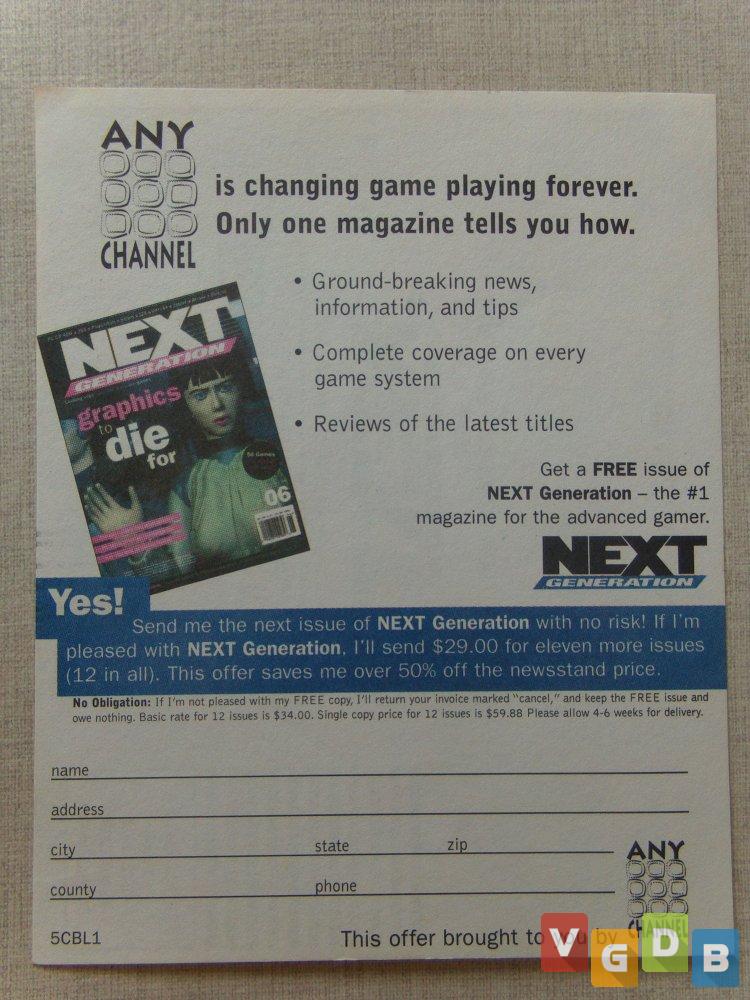 ANY
CHANNEL
is changing game playing forever.
Only one magazine tells you how.
• Ground-breaking news,
information, and tips
• Complete coverage on every
game system
• Reviews of the latest titles
NEXT
GENERATION
graphics
to
die
for
56 Games
06
Get a FREE issue of
NEXT Generation – the #1
magazine for the advanced gamer.
NEXT
GENERATION
Yes!
Send me the next issue of NEXT Generation with no risk! If I'm
pleased with NEXT Generation, I'll send $29.00 for eleven more issues
(12 in all). This offer saves me over 50% off the newsstand price.
No Obligation: If I'm not pleased with my FREE copy, I'll return your invoice marked "cancel," and keep the FREE issue and
owe nothing. Basic rate for 12 issues is $34.00. Single copy price for 12 issues is $59.88 Please allow 4-6 weeks for delivery.
name
address
city state zip
county phone
ANY
CHANNEL
5CBL1 This offer brought to you by
VGDB